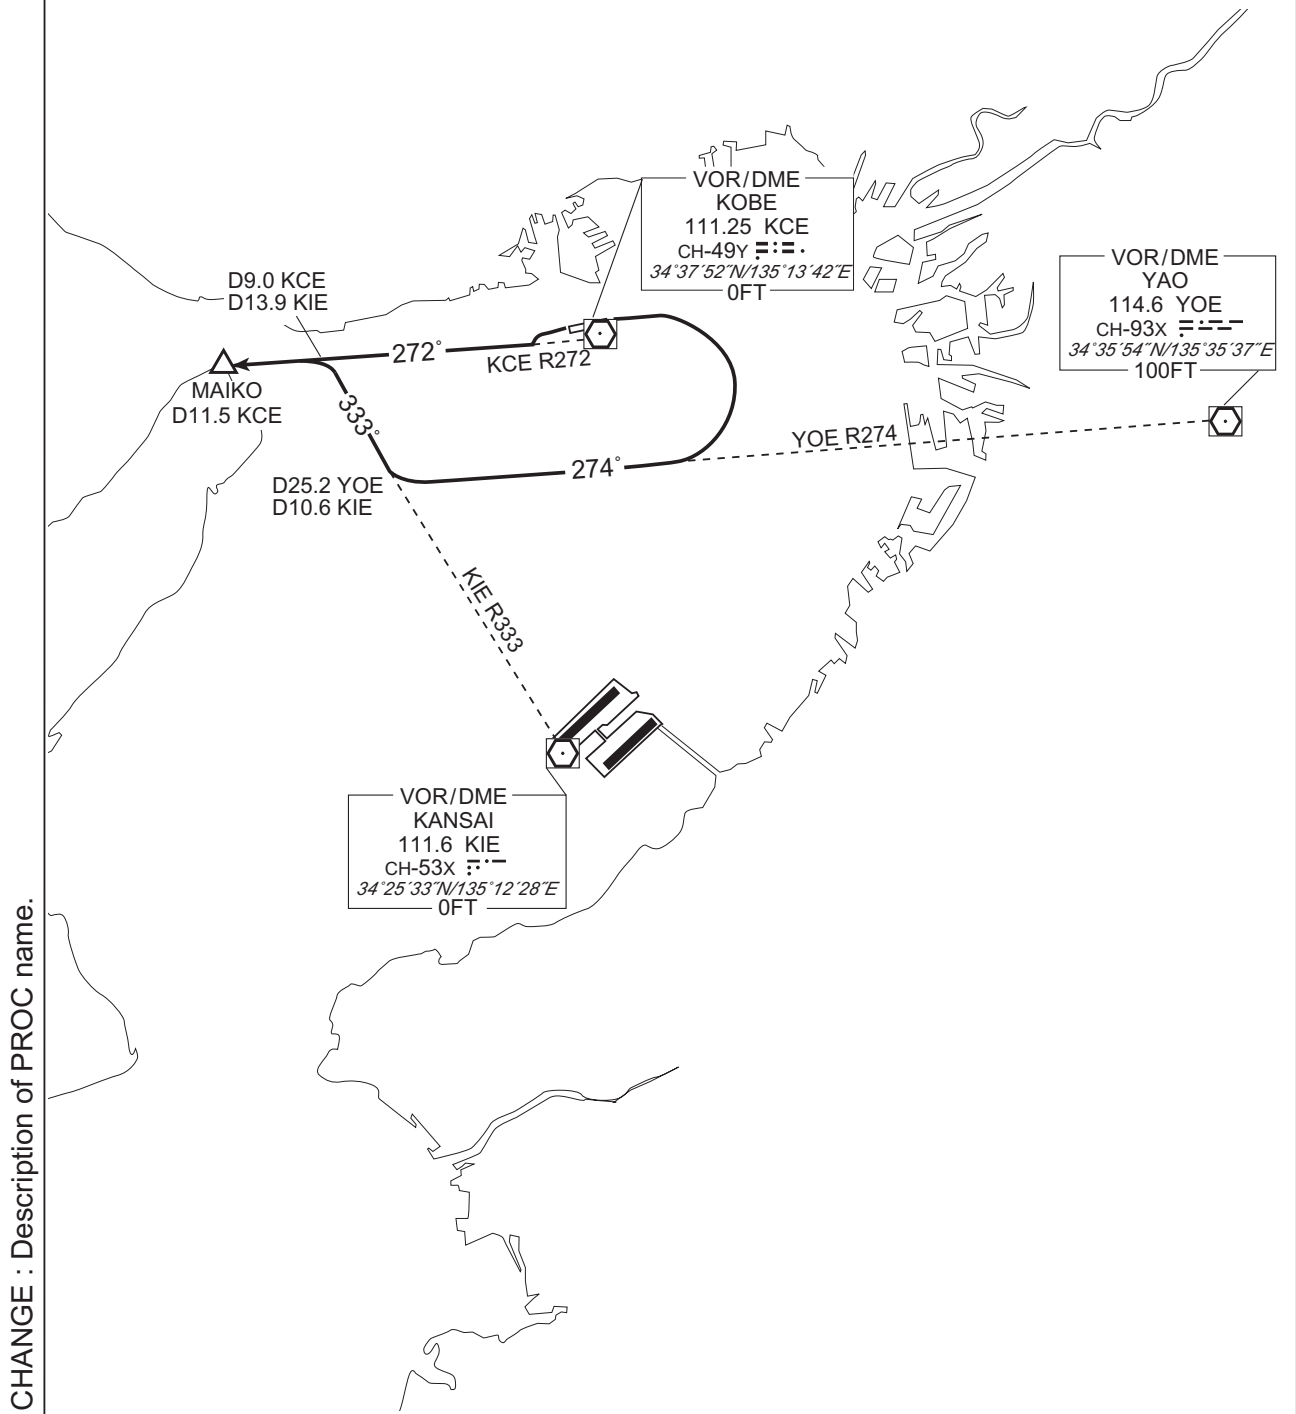 VOR/DME
KOBE
111.25 KCE
CH-49Y
34°37′52″N/135°13′42″E
0FT
VOR/DME
YAO
114.6 YOE
CH-93X
34°35′54″N/135°35′37″E
100FT
D9.0 KCE
D13.9 KIE
272°
KCE R272
MAIKO
D11.5 KCE
333°
YOE R274
274°
D25.2 YOE
D10.6 KIE
KIE R333
VOR/DME
KANSAI
111.6 KIE
CH-53X
34°25′33″N/135°12′28″E
0FT
CHANGE : Description of PROC name.